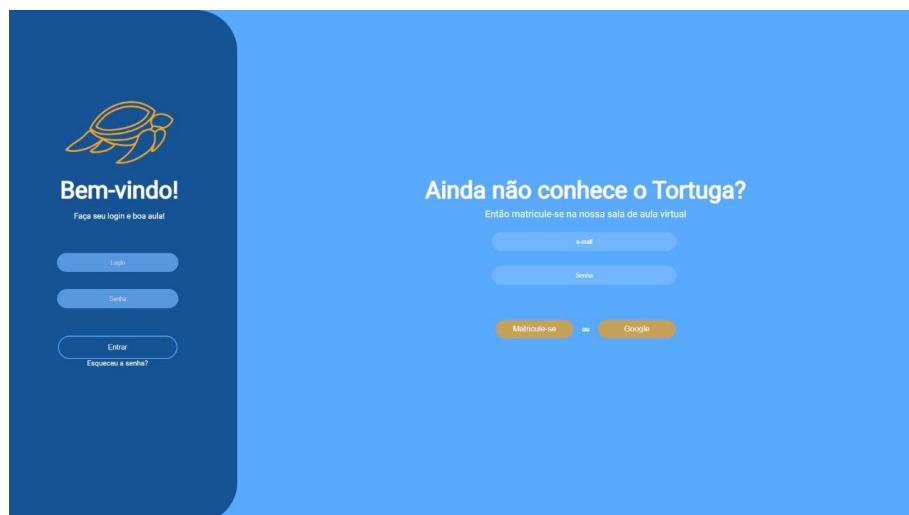 Bem-vindo!
Faça seu login e boa aula!
Login
Senha
Entrar
Esqueceu a senha?
Ainda não conhece o Tortuga?
Então matricule-se na nossa sala de aula virtual
e-mail
Senha
Matricule-se ou Google